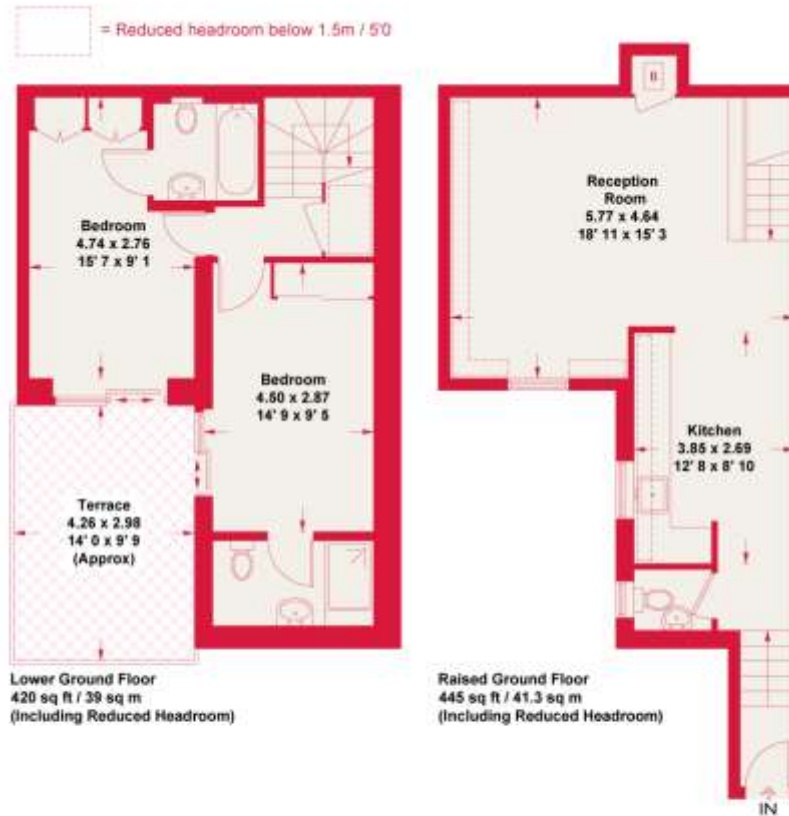 = Reduced headroom below 1.5m / 5'0
Bedroom
4.74 x 2.76
15' 7 x 9' 1
Bedroom
4.50 x 2.87
14' 9 x 9' 5
Terrace
4.26 x 2.98
14' 0 x 9' 9
(Approx)
Lower Ground Floor
420 sq ft / 39 sq m
(Including Reduced Headroom)
B
Reception
Room
5.77 x 4.64
18' 11 x 15' 3
Kitchen
3.85 x 2.69
12' 8 x 8' 10
Raised Ground Floor
445 sq ft / 41.3 sq m
(Including Reduced Headroom)
IN